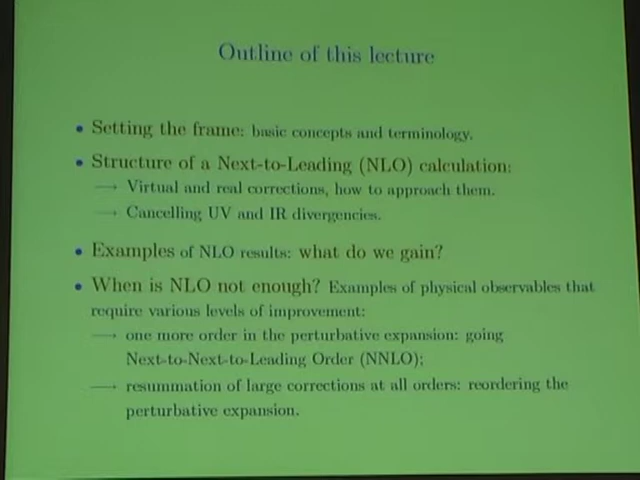 Outline of this lecture
• Setting the frame: basic concepts and terminology.
• Structure of a Next-to-Leading (NLO) calculation:
→ Virtual and real corrections, how to approach them.
→ Cancelling UV and IR divergencies.
• Examples of NLO results: what do we gain?
• When is NLO not enough? Examples of physical observables that
require various levels of improvement:
→ one more order in the perturbative expansion: going
Next-to-Next-to-Leading Order (NNLO);
→ resummation of large corrections at all orders: reordering the
perturbative expansion.